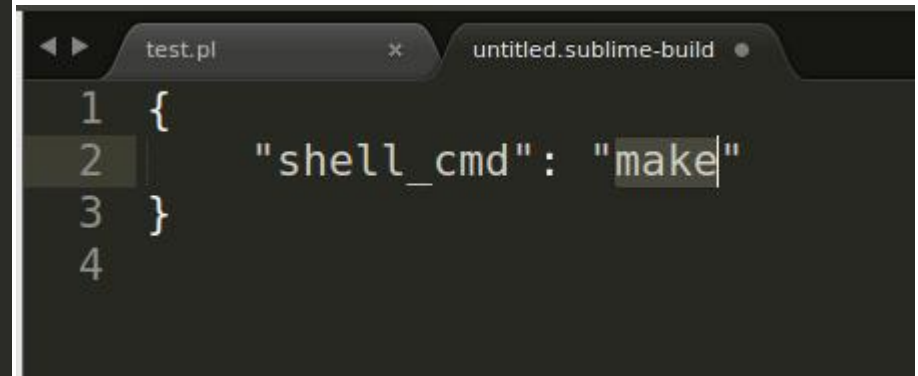 test.pl × untitled.sublime-build
1 {
2 "shell_cmd": "make"
3 }
4